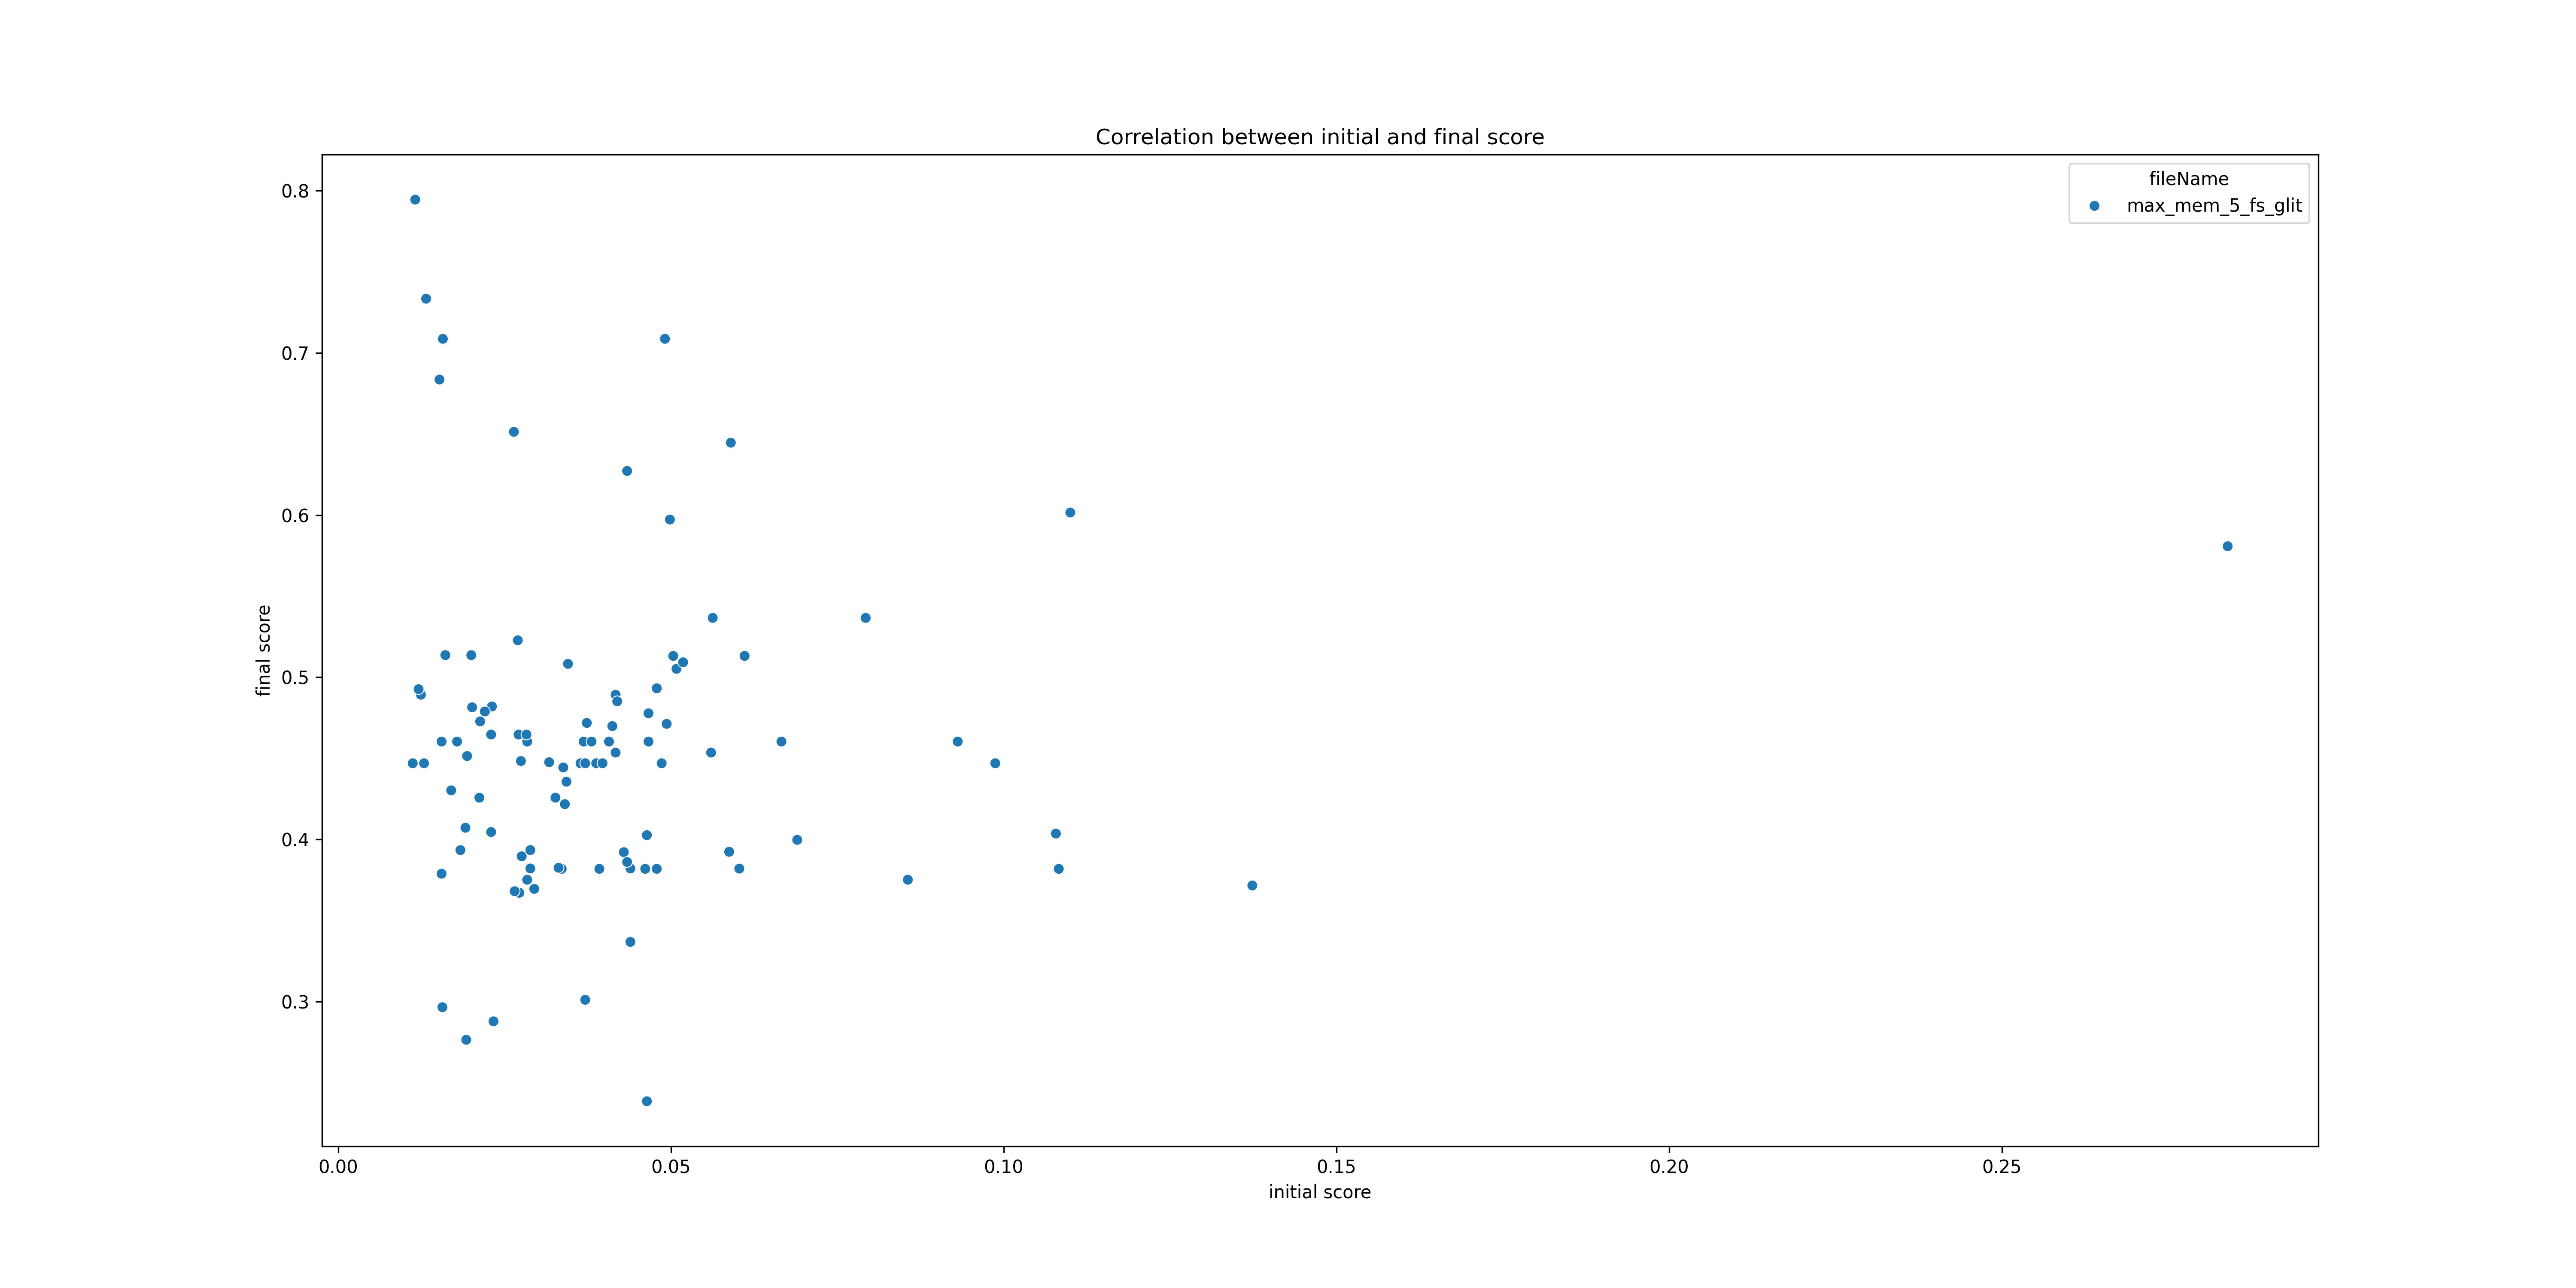 Correlation between initial and final score
fileName
max_mem_5_fs_glit
0.8
0.7
0.6
0.5
0.4
0.3
final score
0.00 0.05 0.10 0.15 0.20 0.25
initial score